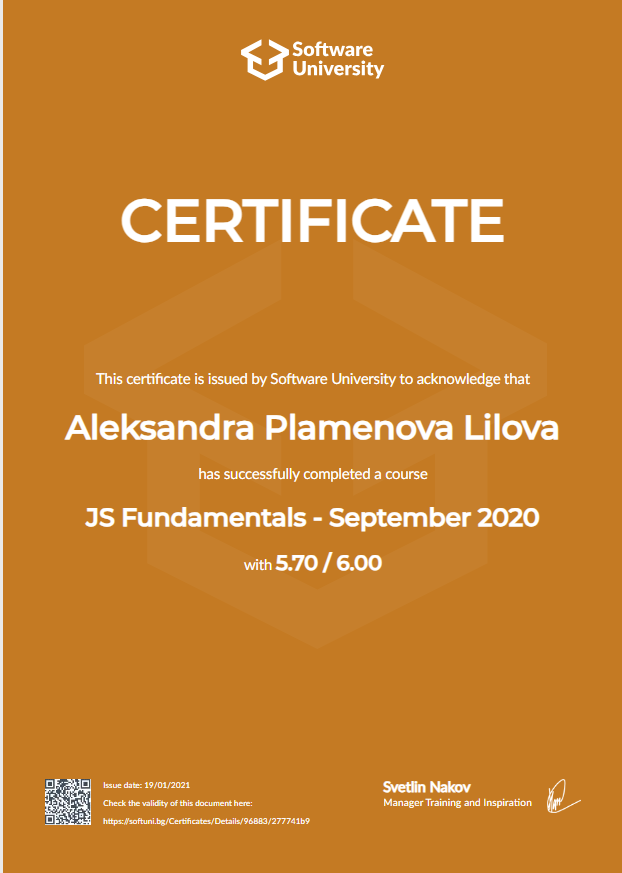 Software
University
CERTIFICATE
This certificate is issued by Software University to acknowledge that
Aleksandra Plamenova Lilova
has successfully completed a course
JS Fundamentals - September 2020
with 5.70 / 6.00
Issue date: 19/01/2021
Check the validity of this document here:
https://softuni.bg/Certificates/Details/96883/277741b9
Svetlin Nakov
Manager Training and Inspiration